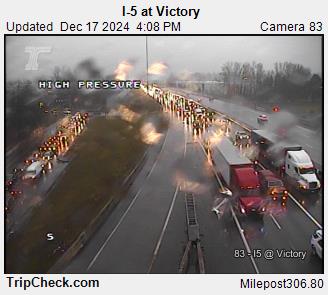 I-5 at Victory
Updated Dec 17 2024 4:08 PM Camera 83
HIGH PRESSURE
S
83 - I5 @ Victory
TripCheck.com Milepost306.80